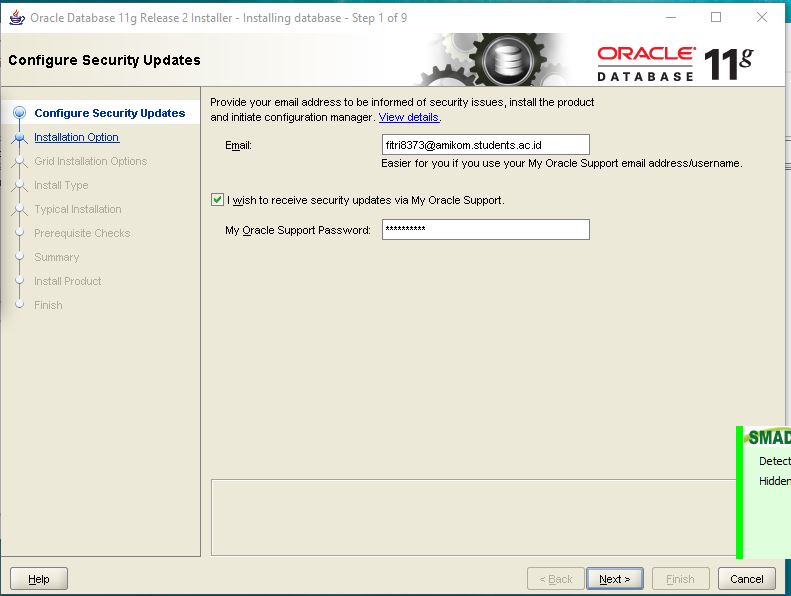 Oracle Database 11g Release 2 Installer - Installing database - Step 1 of 9
Configure Security Updates
ORACLE
DATABASE 11g
Configure Security Updates
Installation Option
Grid Installation Options
Install Type
Typical Installation
Prerequisite Checks
Summary
Install Product
Finish
Provide your email address to be informed of security issues, install the product
and initiate configuration manager. View details.
Email: fitri8373@amikom.students.ac.id
Easier for you if you use your My Oracle Support email address/username.
I wish to receive security updates via My Oracle Support.
My Oracle Support Password: **********
SMAD
Detect
Hidden
Help
< Back
Next >
Finish
Cancel